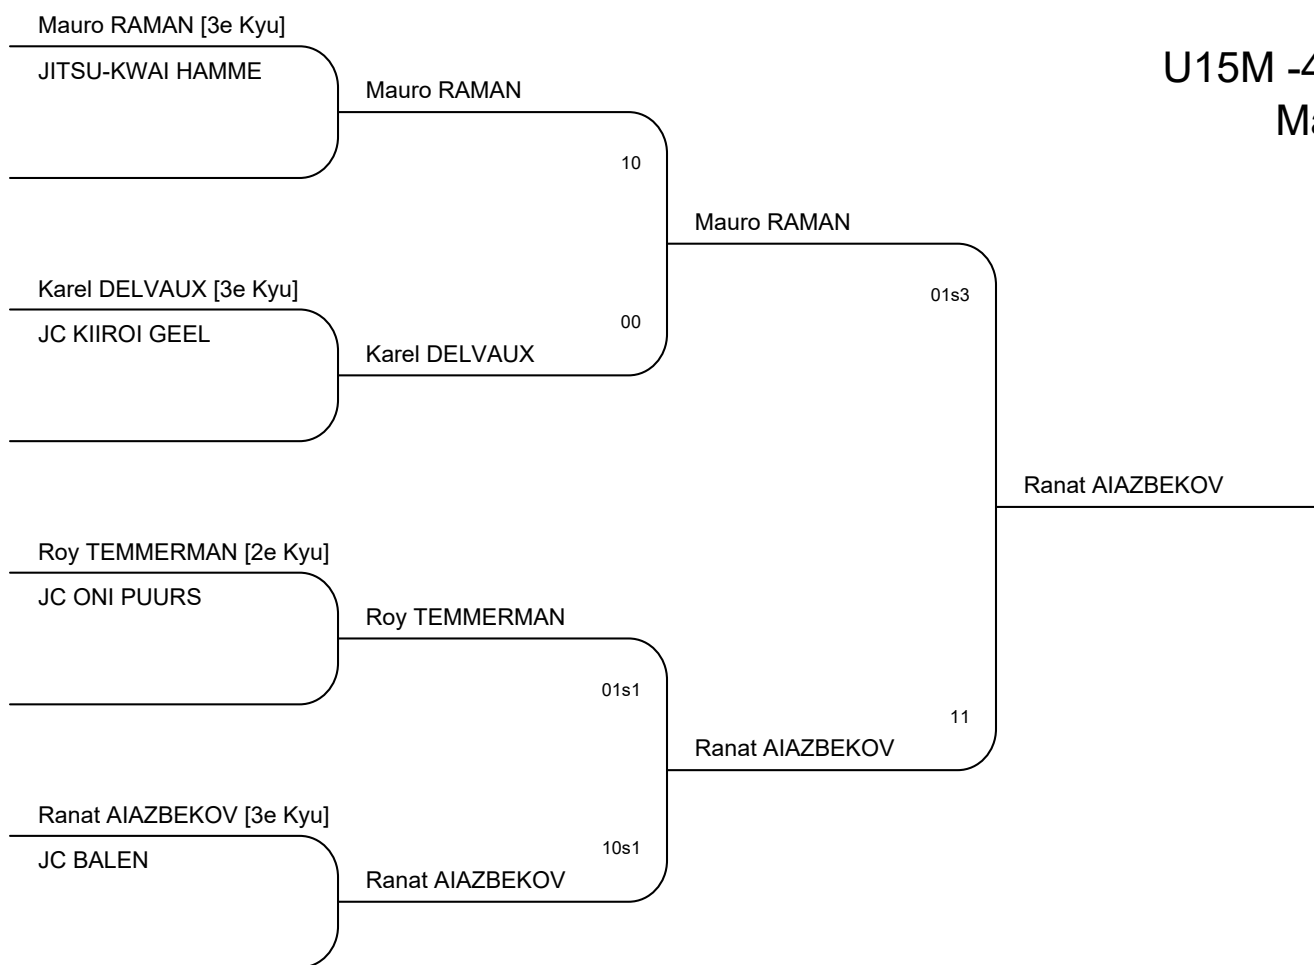 Mauro RAMAN [3e Kyu]
JITSU-KWAI HAMME
Mauro RAMAN
U15M -4
Ma
10
Mauro RAMAN
Karel DELVAUX [3e Kyu]
JC KIIROI GEEL
00
Karel DELVAUX
01s3
Ranat AIAZBEKOV
Roy TEMMERMAN [2e Kyu]
JC ONI PUURS
Roy TEMMERMAN
01s1
11
Ranat AIAZBEKOV
Ranat AIAZBEKOV [3e Kyu]
JC BALEN
10s1
Ranat AIAZBEKOV